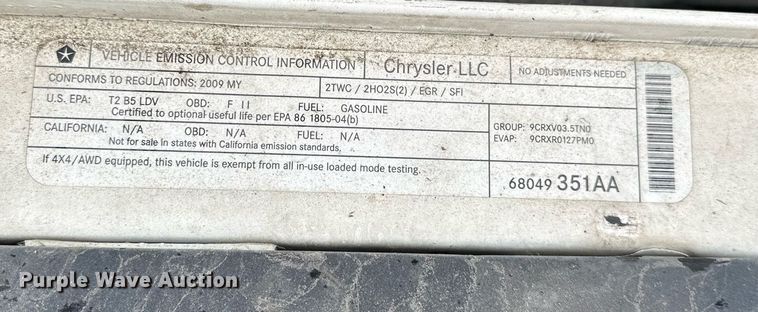 VEHICLE EMISSION CONTROL INFORMATION Chrysler LLC NO ADJUSTMENTS NEEDED
CONFORMS TO REGULATIONS: 2009 MY 2TWC / 2HO2S(2) / EGR / SFI
U.S. EPA: T2 B5 LDV OBD: F II FUEL: GASOLINE
Certified to optional useful life per EPA 86 1805-04(b)
CALIFORNIA: N/A OBD: N/A FUEL: N/A
Not for sale in states with California emission standards.
GROUP: 9CRXV03.5TN0
EVAP: 9CRXR0127PM0
If 4X4/AWD equipped, this vehicle is exempt from all in-use loaded mode testing.
68049 351AA
Purple Wave Auction